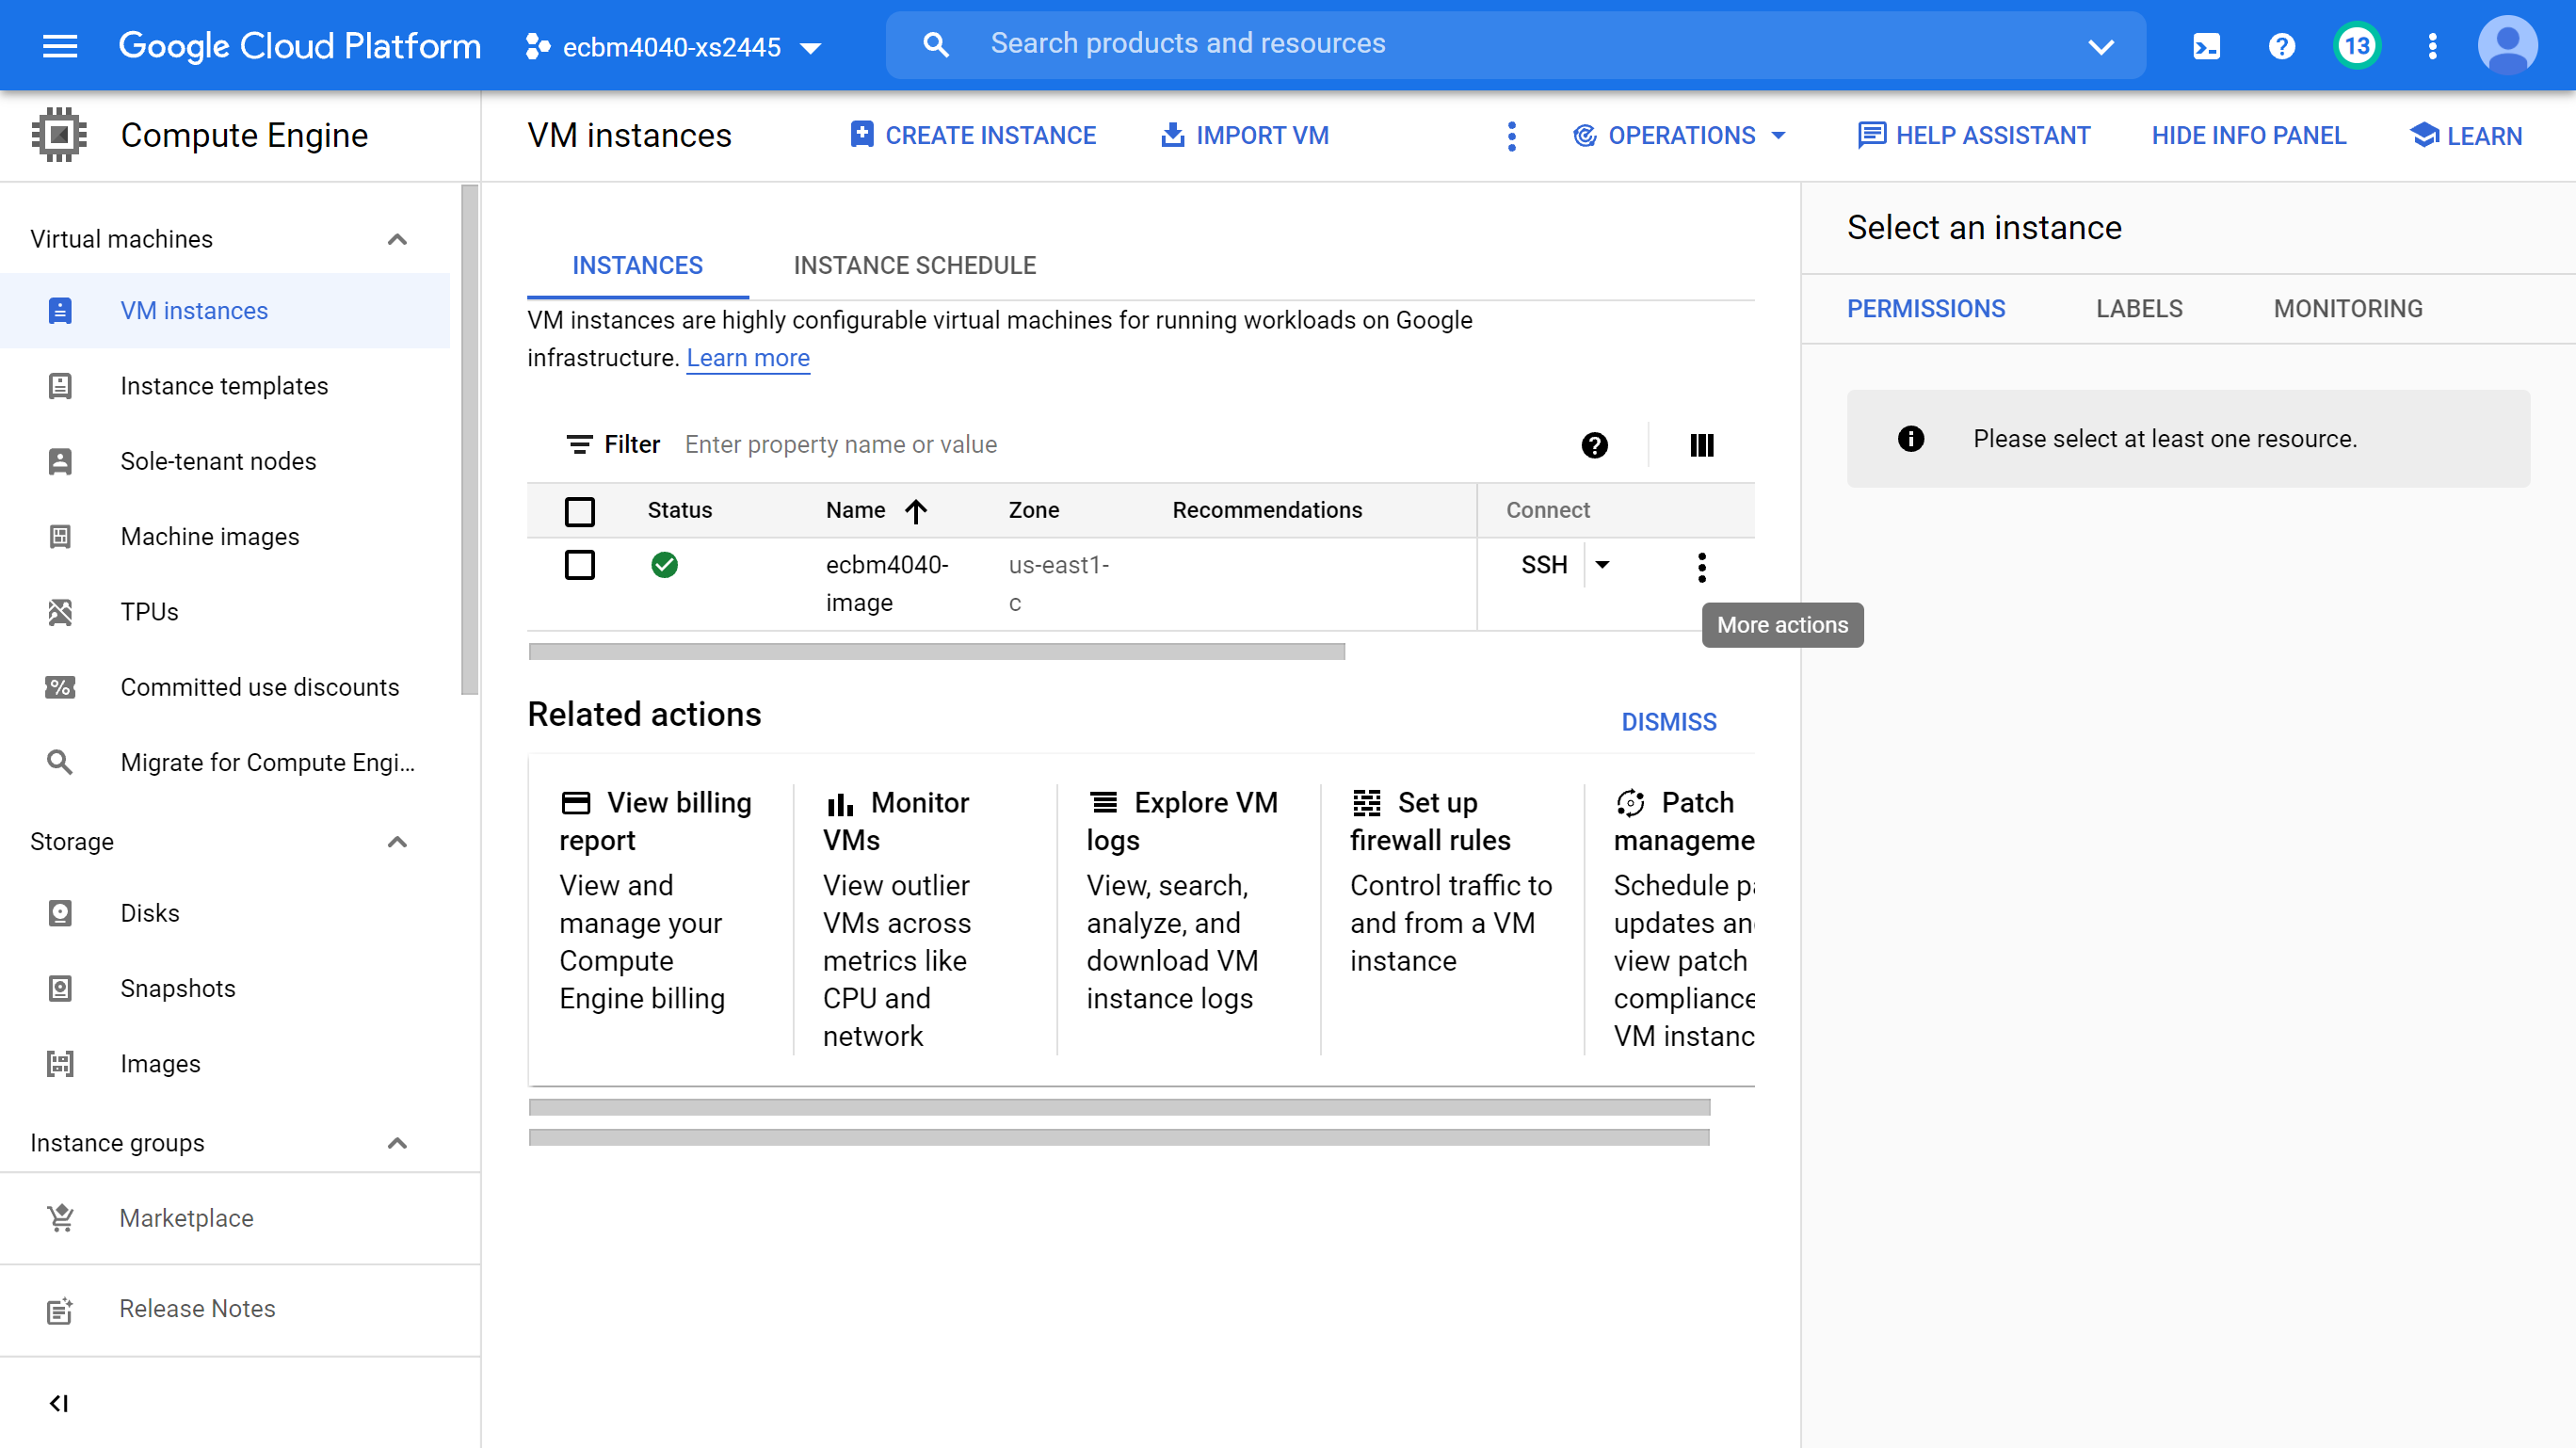 Google Cloud Platform
ecbm4040-xs2445
Search products and resources
13
Compute Engine
VM instances
CREATE INSTANCE
IMPORT VM
OPERATIONS
HELP ASSISTANT
HIDE INFO PANEL
LEARN
Virtual machines
VM instances
Instance templates
Sole-tenant nodes
Machine images
TPUs
Committed use discounts
Migrate for Compute Engi...
Storage
Disks
Snapshots
Images
Instance groups
Marketplace
Release Notes
INSTANCES
INSTANCE SCHEDULE
VM instances are highly configurable virtual machines for running workloads on Google
infrastructure. Learn more
Filter
Enter property name or value
Status
Name
Zone
Recommendations
Connect
ecbm4040-
image
us-east1-
c
SSH
More actions
Related actions
DISMISS
View billing
report
View and
manage your
Compute
Engine billing
Monitor
VMs
View outlier
VMs across
metrics like
CPU and
network
Explore VM
logs
View, search,
analyze, and
download VM
instance logs
Set up
firewall rules
Control traffic to
and from a VM
instance
Patch
manageme
Schedule pa
updates an
view patch
compliance
VM instanc
Select an instance
PERMISSIONS
LABELS
MONITORING
Please select at least one resource.